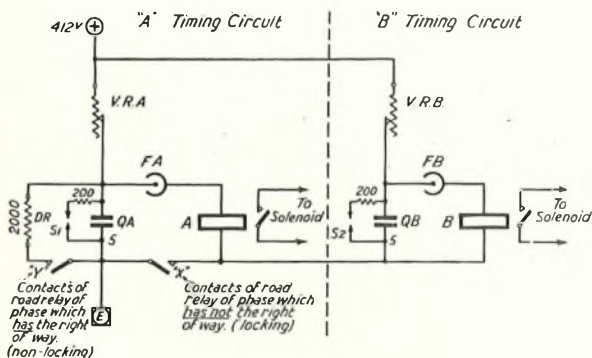 "A" Timing Circuit
"B" Timing Circuit
412v
V.R.A
V.R.B.
FA
FB
200
200
2000
DR
S1
QA
5
A
To
Solenoid
S2
QB
5
B
To
Solenoid
"Y"
"X"
Contacts of
road relay of
phase which
has the right
of way.
(non-locking)
E
Contacts of road
relay of phase which
has not the right
of way. (locking)